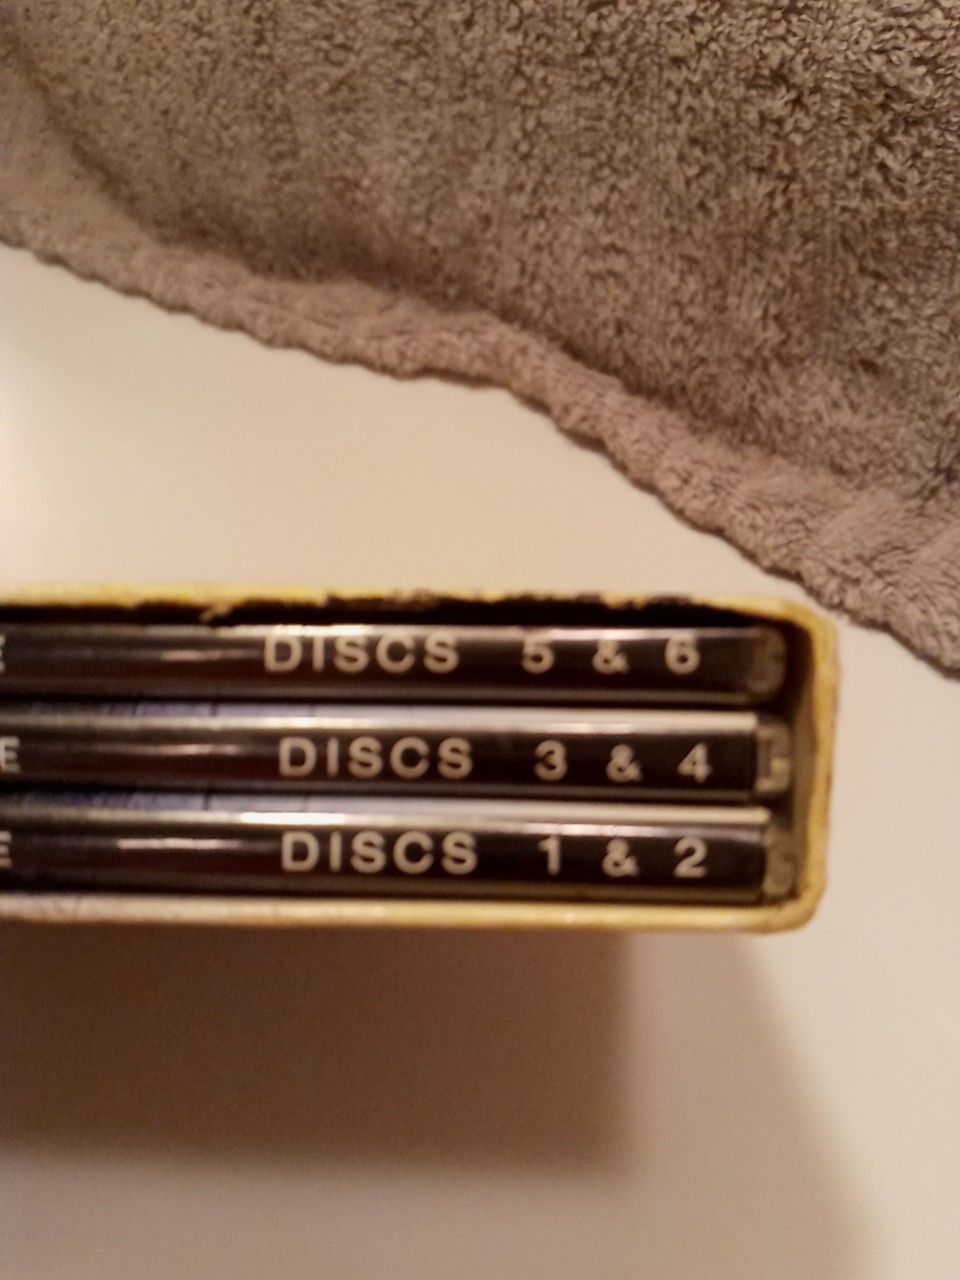 E DISCS 5 & 6
E DISCS 3 & 4
E DISCS 1 & 2